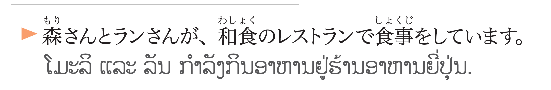 森さんとランさんが、和食のレストランで食事をしています。
ໂມະລິ ແລະ ລັນ ກຳລັງກິນອາຫານຢູ່ຮ້ານອາຫານຍີ່ປຸ່ນ.